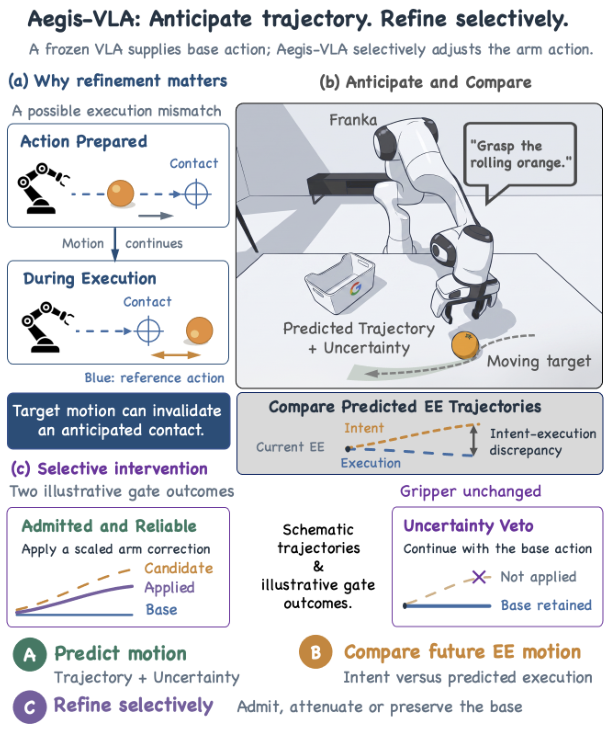 Aegis-VLA: Anticipate trajectory. Refine selectively.
A frozen VLA supplies base action; Aegis-VLA selectively adjusts the arm action.
(a) Why refinement matters
A possible execution mismatch
Action Prepared
Contact
Motion continues
During Execution
Contact
Blue: reference action
Target motion can invalidate
an anticipated contact.
(b) Anticipate and Compare
Franka
"Grasp the
rolling orange."
G
Predicted Trajectory
+ Uncertainty
Moving target
Compare Predicted EE Trajectories
Intent
Current EE
Execution
Intent-execution
discrepancy
(c) Selective intervention
Two illustrative gate outcomes
Admitted and Reliable
Apply a scaled arm correction
Candidate
Applied
Base
Schematic
trajectories
&
illustrative gate
outcomes.
Gripper unchanged
Uncertainty Veto
Continue with the base action
Not applied
Base retained
A Predict motion
Trajectory + Uncertainty
B Compare future EE motion
Intent versus predicted execution
C Refine selectively Admit, attenuate or preserve the base